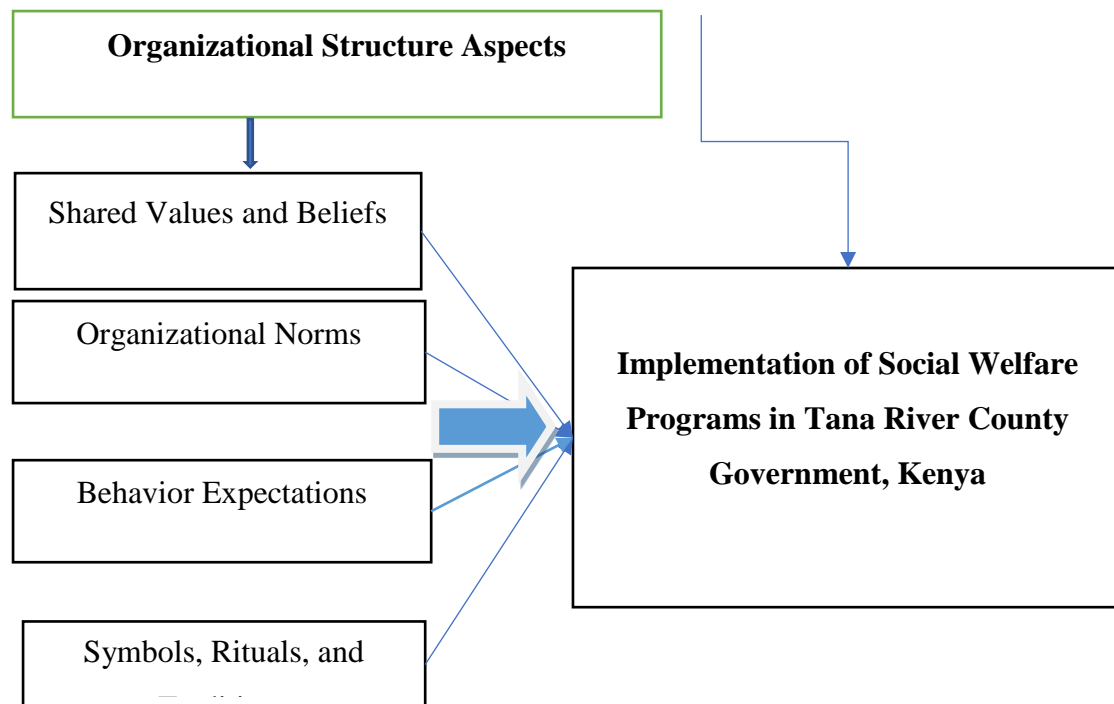 Organizational Structure Aspects
Shared Values and Beliefs
Organizational Norms
Behavior Expectations
Symbols, Rituals, and
Implementation of Social Welfare
Programs in Tana River County
Government, Kenya